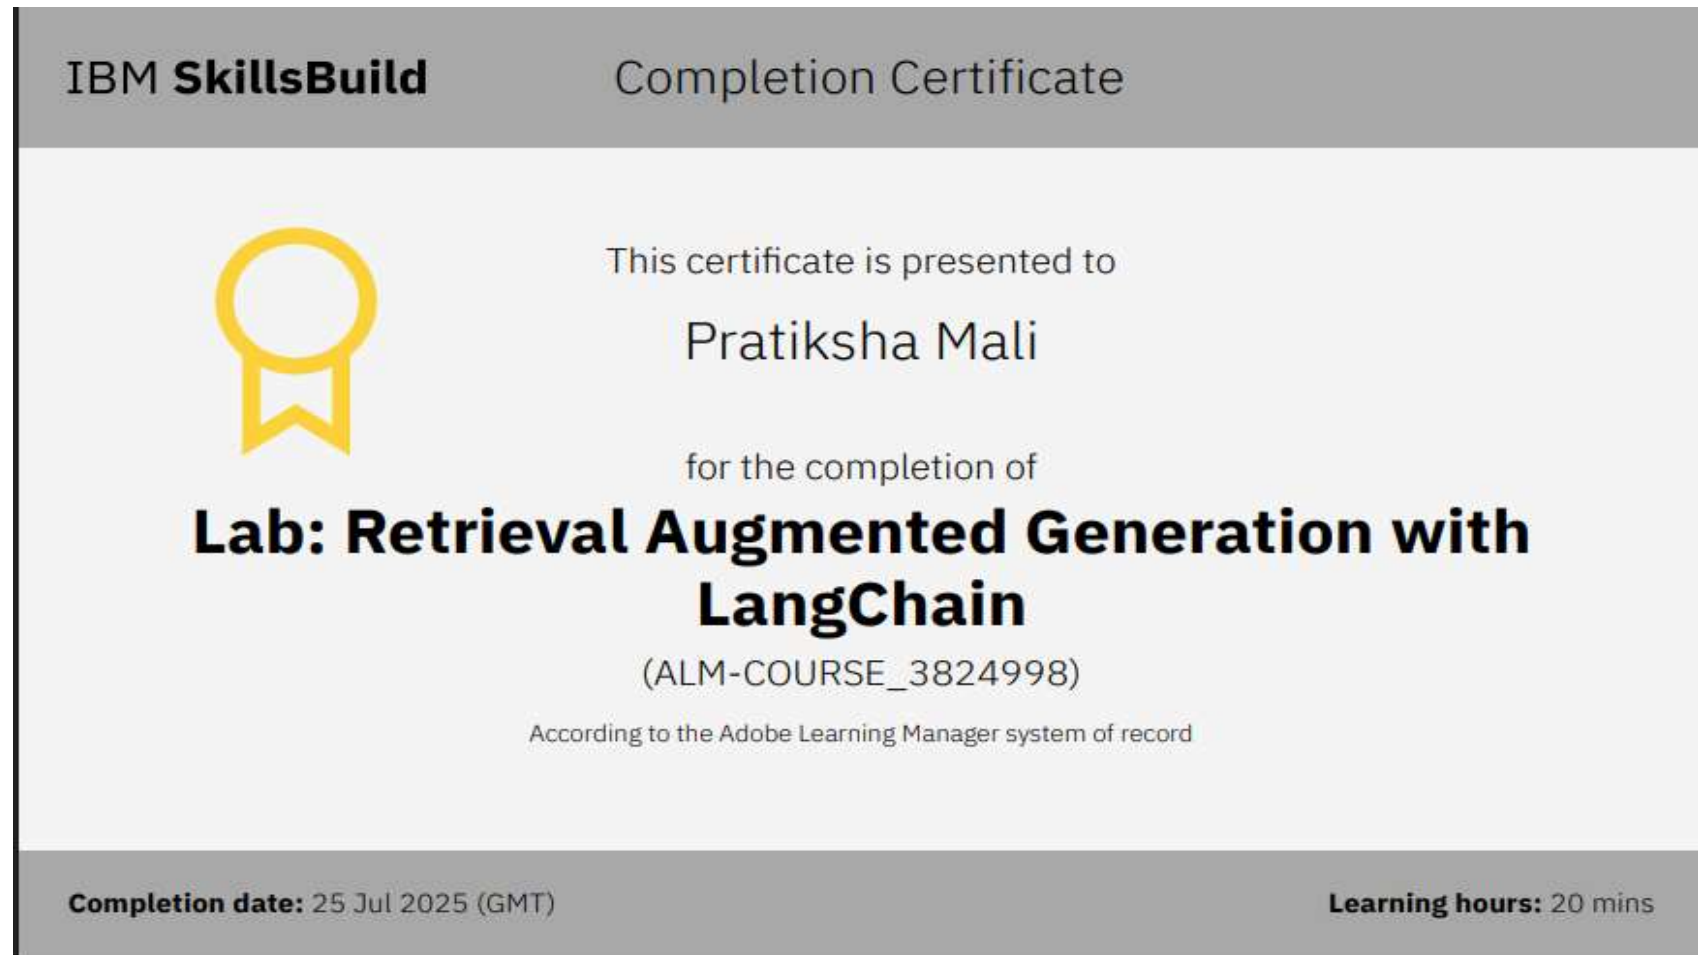 IBM SkillsBuild
Completion Certificate
This certificate is presented to
Pratiksha Mali
for the completion of
Lab: Retrieval Augmented Generation with
LangChain
(ALM-COURSE_3824998)
According to the Adobe Learning Manager system of record
Completion date: 25 Jul 2025 (GMT)
Learning hours: 20 mins